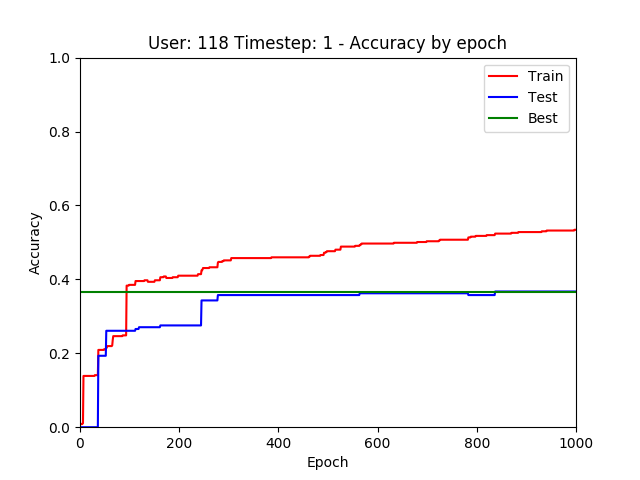 User: 118 Timestep: 1 - Accuracy by epoch
1.0
0.8
0.6
0.4
0.2
0.0
Accuracy
Train
Test
Best
0 200 400 600 800 1000
Epoch